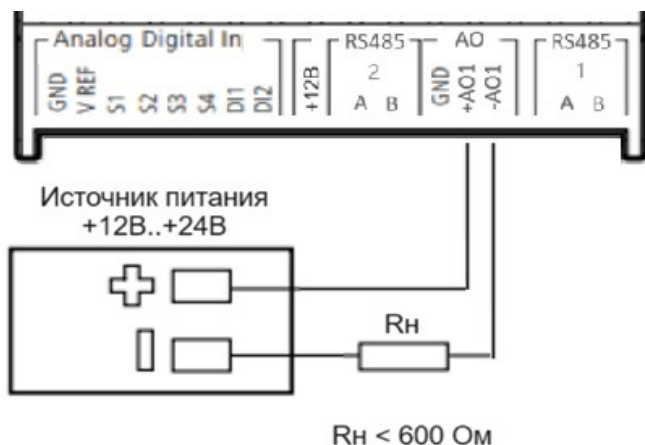 Analog Digital In
RS485
AO
RS485
GND
V REF
S1
S2
S3
S4
DI1
DI2
+12В
2
A B
GND
+AO1
-AO1
1
A B
Источник питания
+12В..+24В
Rн
Rн < 600 Ом